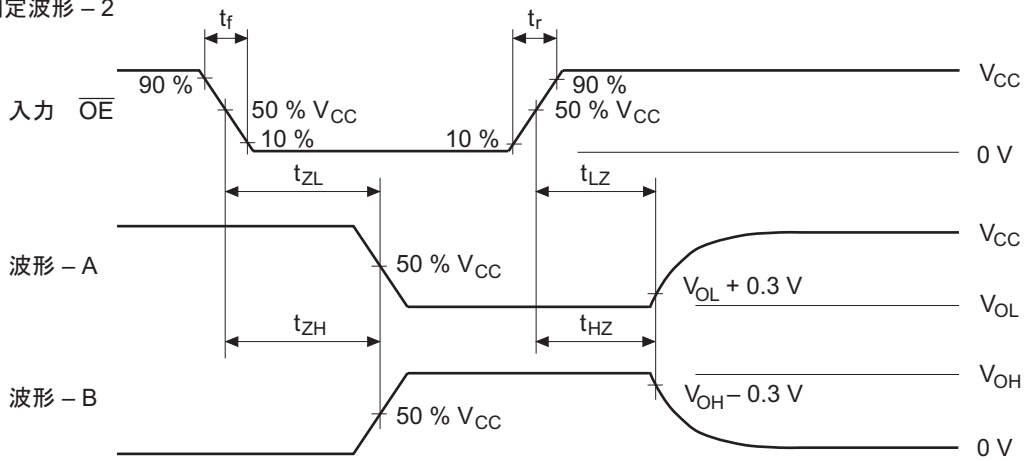 定波形 – 2
tf
tr
90 %
90 %
VCC
入力 OE
50 % VCC
50 % VCC
10 %
10 %
0 V
tZL
tLZ
VCC
波形 – A
50 % VCC
VOL + 0.3 V
VOL
tZH
tHZ
VOH
波形 – B
VOH – 0.3 V
50 % VCC
0 V